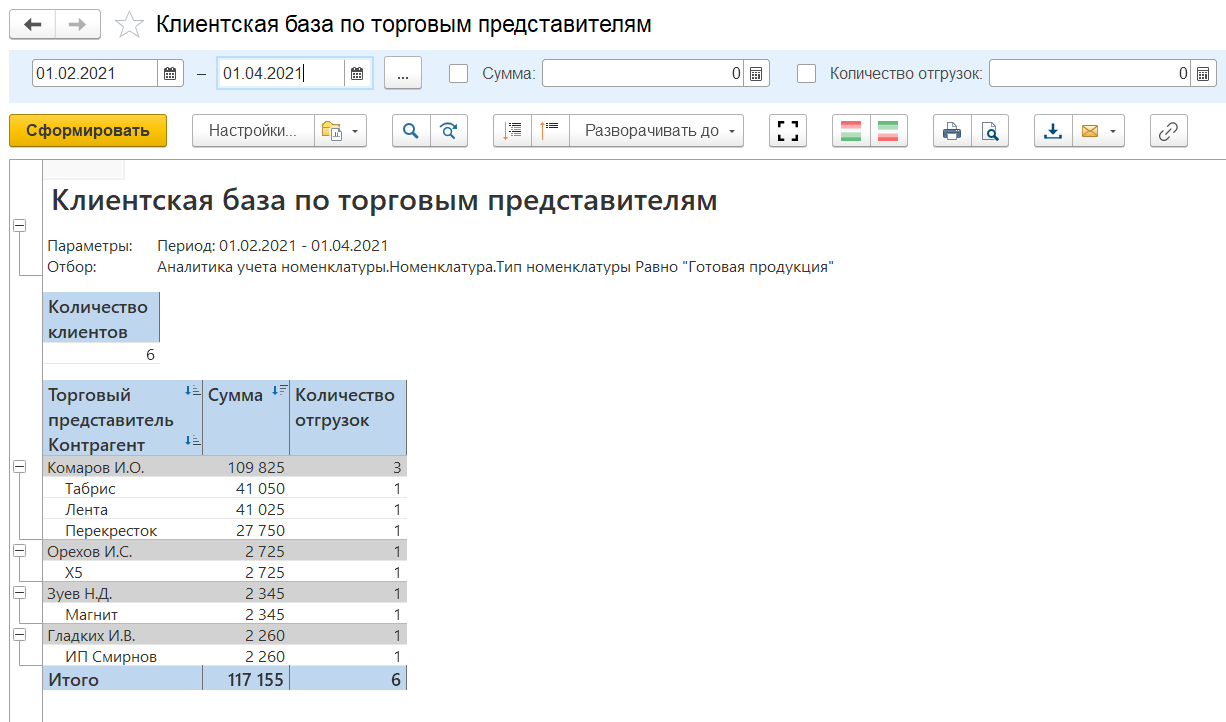 Клиентская база по торговым представителям
01.02.2021 – 01.04.2021 ... Сумма: 0 Количество отгрузок: 0
Сформировать Настройки... Разворачивать до
Клиентская база по торговым представителям
Параметры: Период: 01.02.2021 - 01.04.2021
Отбор: Аналитика учета номенклатуры.Номенклатура.Тип номенклатуры Равно "Готовая продукция"
Количество
клиентов
6
Торговый Сумма Количество
представитель отгрузок
Контрагент
Комаров И.О. 109 825 3
Табрис 41 050 1
Лента 41 025 1
Перекресток 27 750 1
Орехов И.С. 2 725 1
X5 2 725 1
Зуев Н.Д. 2 345 1
Магнит 2 345 1
Гладких И.В. 2 260 1
ИП Смирнов 2 260 1
Итого 117 155 6